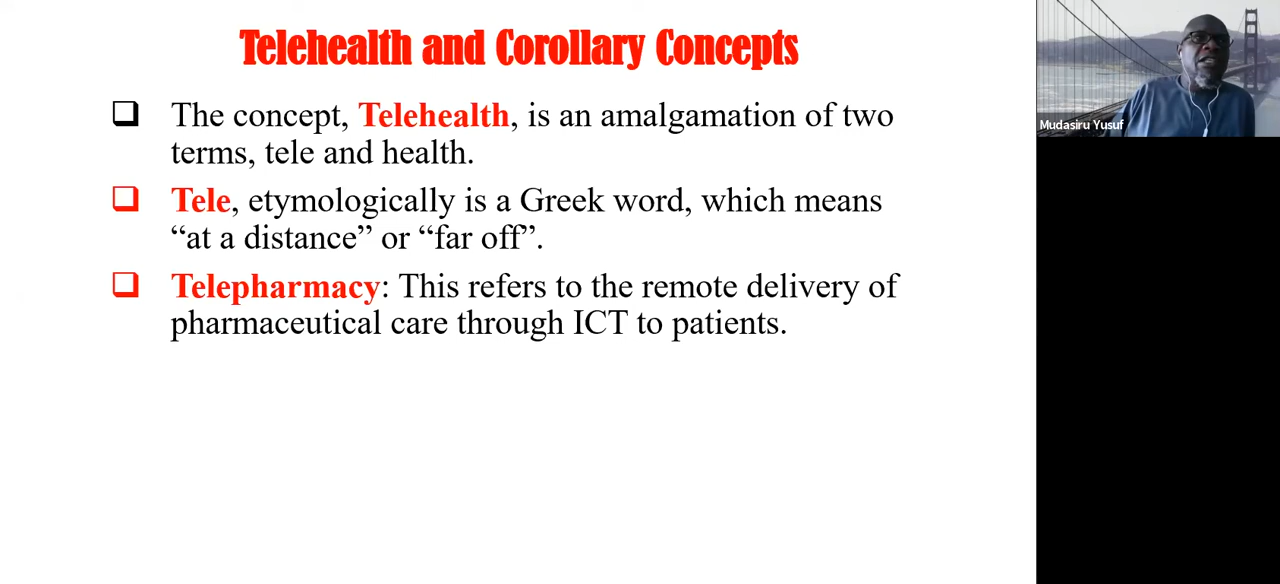 Telehealth and Corollary Concepts
The concept, Telehealth, is an amalgamation of two
terms, tele and health.
Tele, etymologically is a Greek word, which means
“at a distance” or “far off”.
Telepharmacy: This refers to the remote delivery of
pharmaceutical care through ICT to patients.
Mudasiru Yusuf